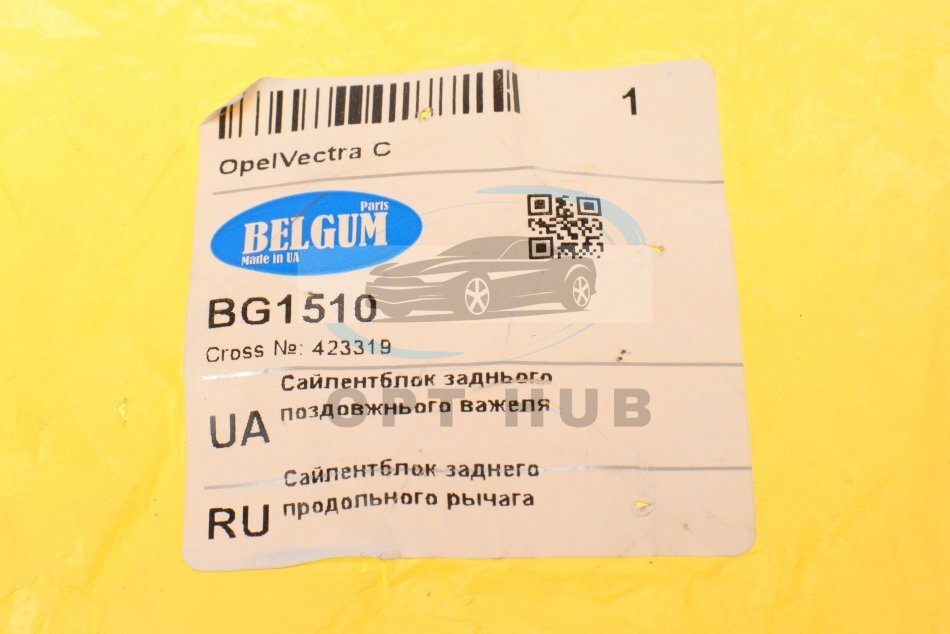 1
OpelVectra C
Parts
BELGUM
Made in UA
BG1510
Cross №: 423319
UA
Сайлентблок заднього
поздовжнього важеля
OPT HUB
RU
Сайлентблок заднего
продольного рычага